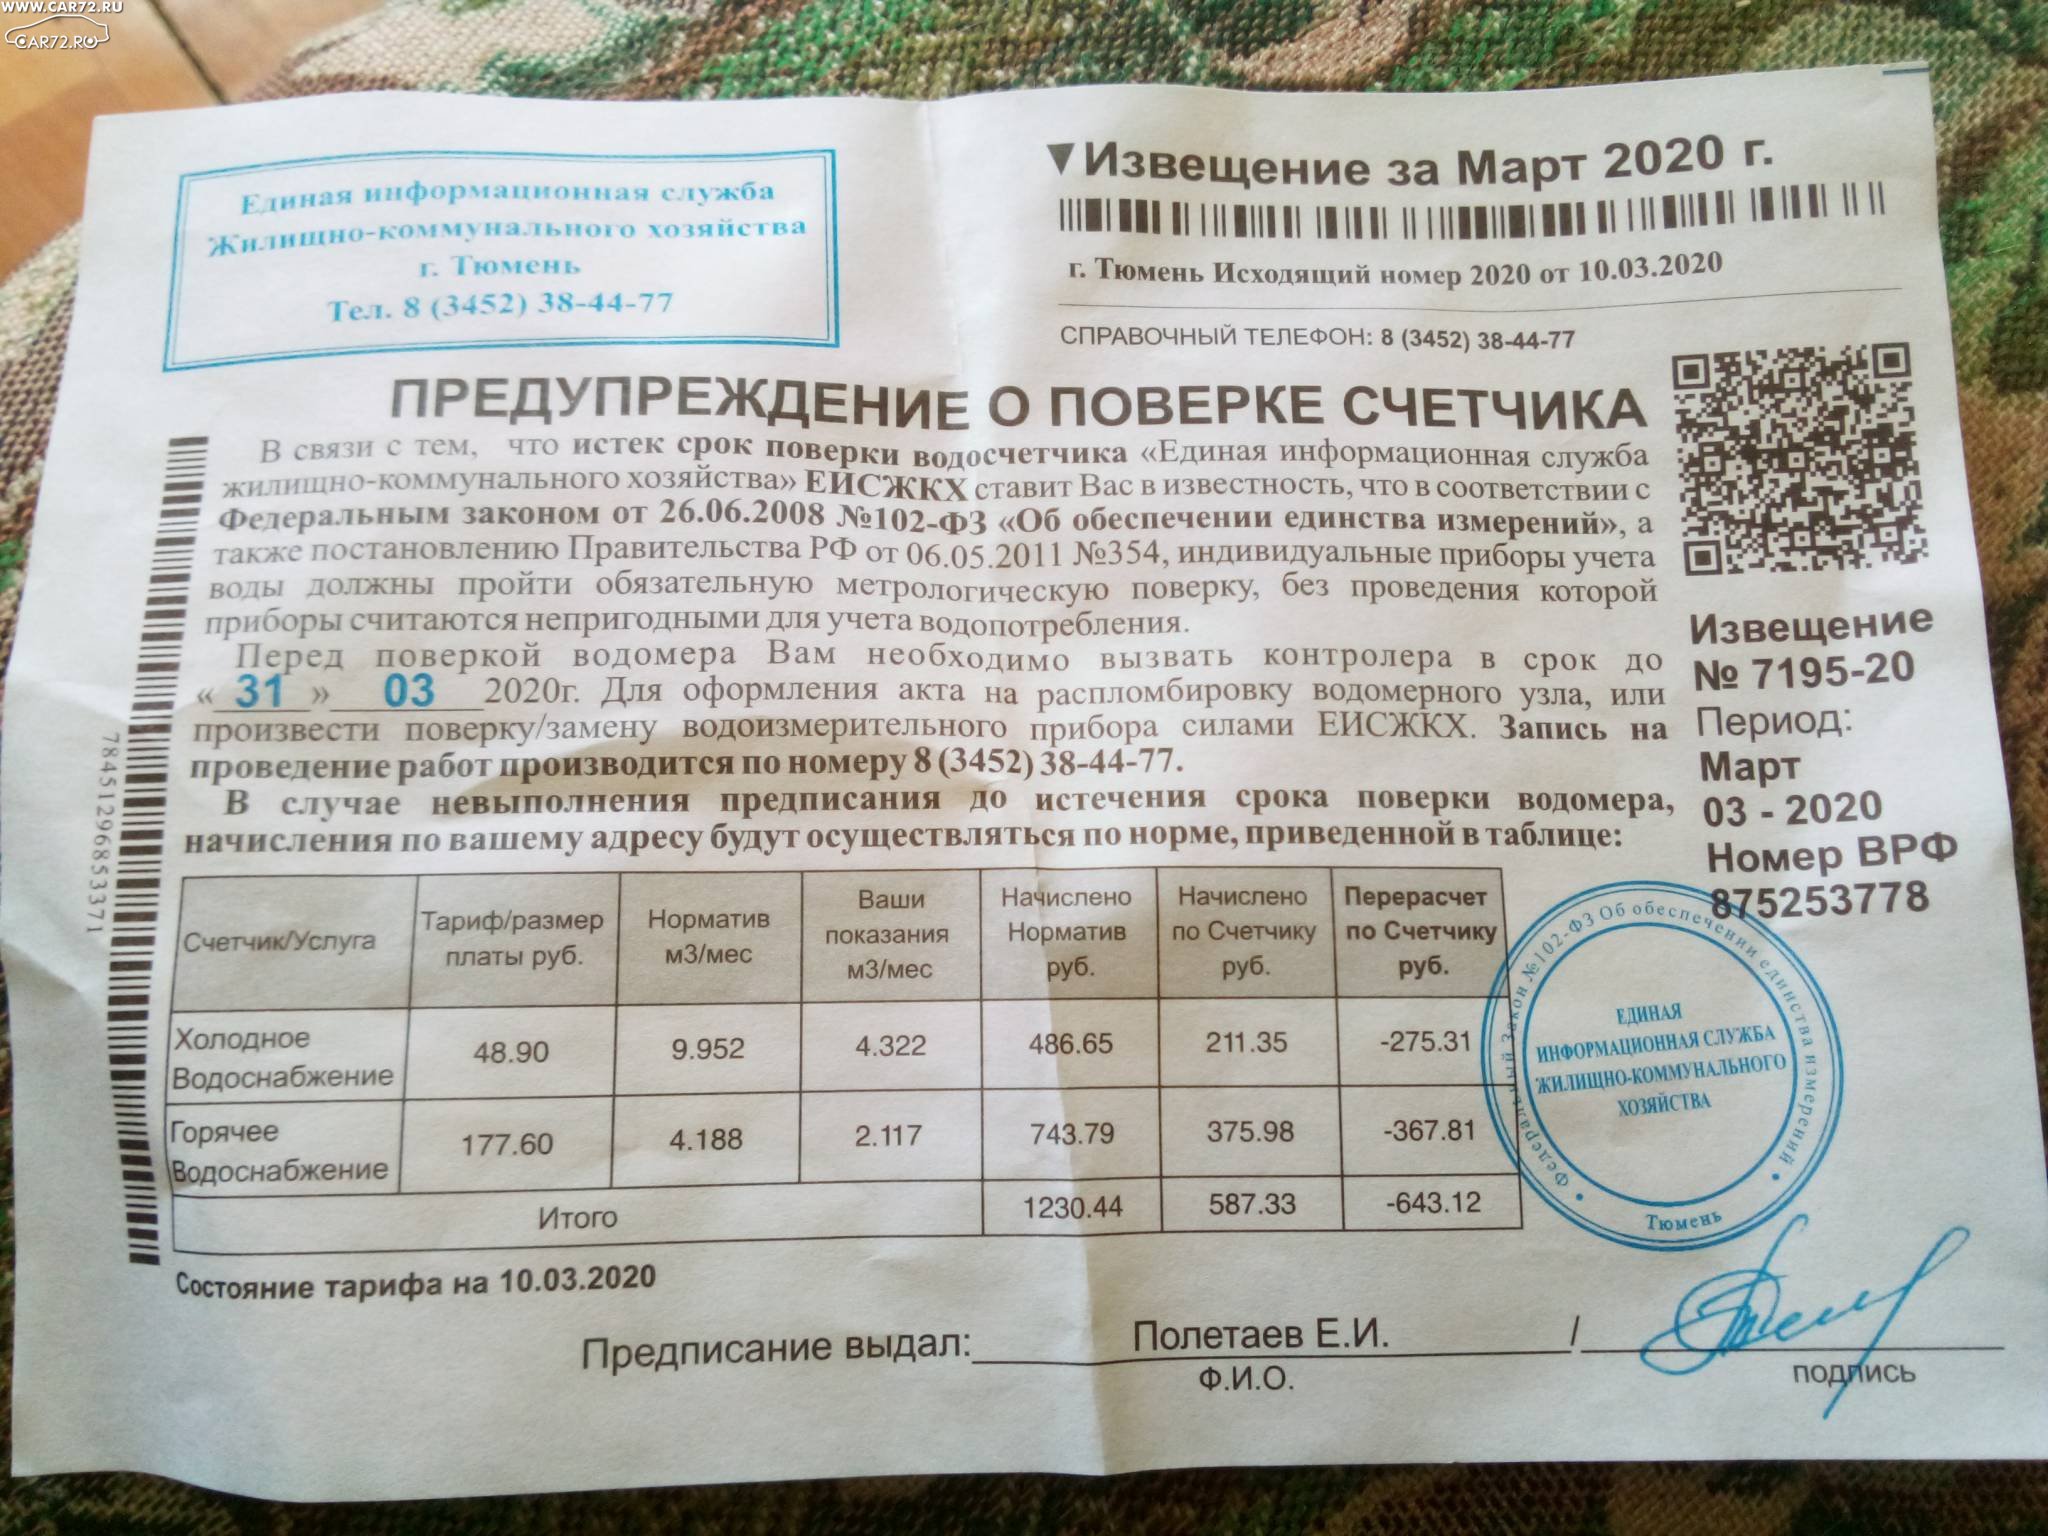 WWW.CAR72.RU
CAR72.RU
Единая информационная служба
Жилищно-коммунального хозяйства
г. Тюмень
Тел. 8 (3452) 38-44-77
▼Извещение за Март 2020 г.
г. Тюмень Исходящий номер 2020 от 10.03.2020
СПРАВОЧНЫЙ ТЕЛЕФОН: 8 (3452) 38-44-77
ПРЕДУПРЕЖДЕНИЕ О ПОВЕРКЕ СЧЕТЧИКА
В связи с тем, что истек срок поверки водосчетчика «Единая информационная служба
жилищно-коммунального хозяйства» ЕИСЖКХ ставит Вас в известность, что в соответствии с
Федеральным законом от 26.06.2008 №102-ФЗ «Об обеспечении единства измерений», а
также постановлению Правительства РФ от 06.05.2011 №354, индивидуальные приборы учета
воды должны пройти обязательную метрологическую поверку, без проведения которой
приборы считаются непригодными для учета водопотребления.
Перед поверкой водомера Вам необходимо вызвать контролера в срок до
« 31 » 03 2020г. Для оформления акта на распломбировку водомерного узла, или
произвести поверку/замену водоизмерительного прибора силами ЕИСЖКХ. Запись на
проведение работ производится по номеру 8 (3452) 38-44-77.
В случае невыполнения предписания до истечения срока поверки водомера,
начисления по вашему адресу будут осуществляться по норме, приведенной в таблице:
78451296853371
Извещение
№ 7195-20
Период:
Март
03 - 2020
Номер ВРФ
875253778
Счетчик/Услуга
Тариф/размер
платы руб.
Норматив
м3/мес
Ваши
показания
м3/мес
Начислено
Норматив
руб.
Начислено
по Счетчику
руб.
Перерасчет
по Счетчику
руб.
Холодное
Водоснабжение
48.90
9.952
4.322
486.65
211.35
-275.31
Горячее
Водоснабжение
177.60
4.188
2.117
743.79
375.98
-367.81
Итого
1230.44
587.33
-643.12
Федеральный Закон №102-ФЗ Об обеспечении единства измерений
ЕДИНАЯ
ИНФОРМАЦИОННАЯ СЛУЖБА
ЖИЛИЩНО-КОММУНАЛЬНОГО
ХОЗЯЙСТВА
Тюмень
Состояние тарифа на 10.03.2020
Предписание выдал: Полетаев Е.И. /
Ф.И.О.
подпись